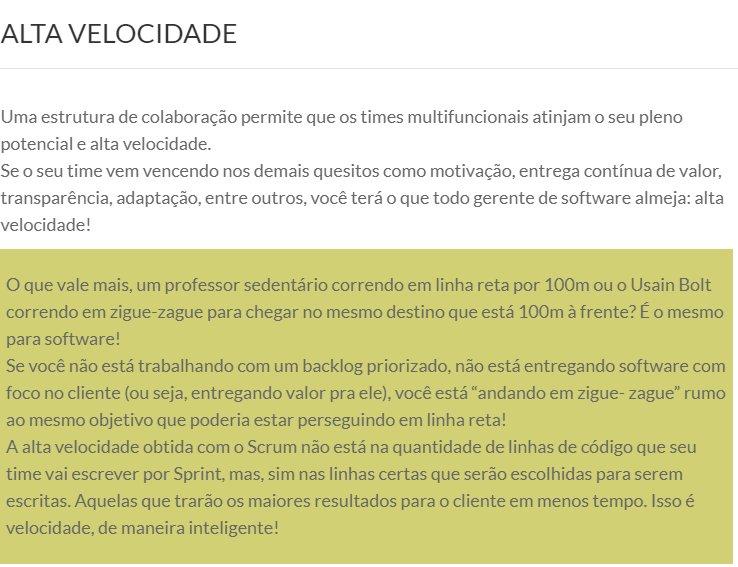 ALTA VELOCIDADE
Uma estrutura de colaboração permite que os times multifuncionais atinjam o seu pleno
potencial e alta velocidade.
Se o seu time vem vencendo nos demais quesitos como motivação, entrega contínua de valor,
transparência, adaptação, entre outros, você terá o que todo gerente de software almeja: alta
velocidade!
O que vale mais, um professor sedentário correndo em linha reta por 100m ou o Usain Bolt
correndo em zigue-zague para chegar no mesmo destino que está 100m à frente? É o mesmo
para software!
Se você não está trabalhando com um backlog priorizado, não está entregando software com
foco no cliente (ou seja, entregando valor pra ele), você está “andando em zigue- zague” rumo
ao mesmo objetivo que poderia estar perseguindo em linha reta!
A alta velocidade obtida com o Scrum não está na quantidade de linhas de código que seu
time vai escrever por Sprint, mas, sim nas linhas certas que serão escolhidas para serem
escritas. Aquelas que trarão os maiores resultados para o cliente em menos tempo. Isso é
velocidade, de maneira inteligente!